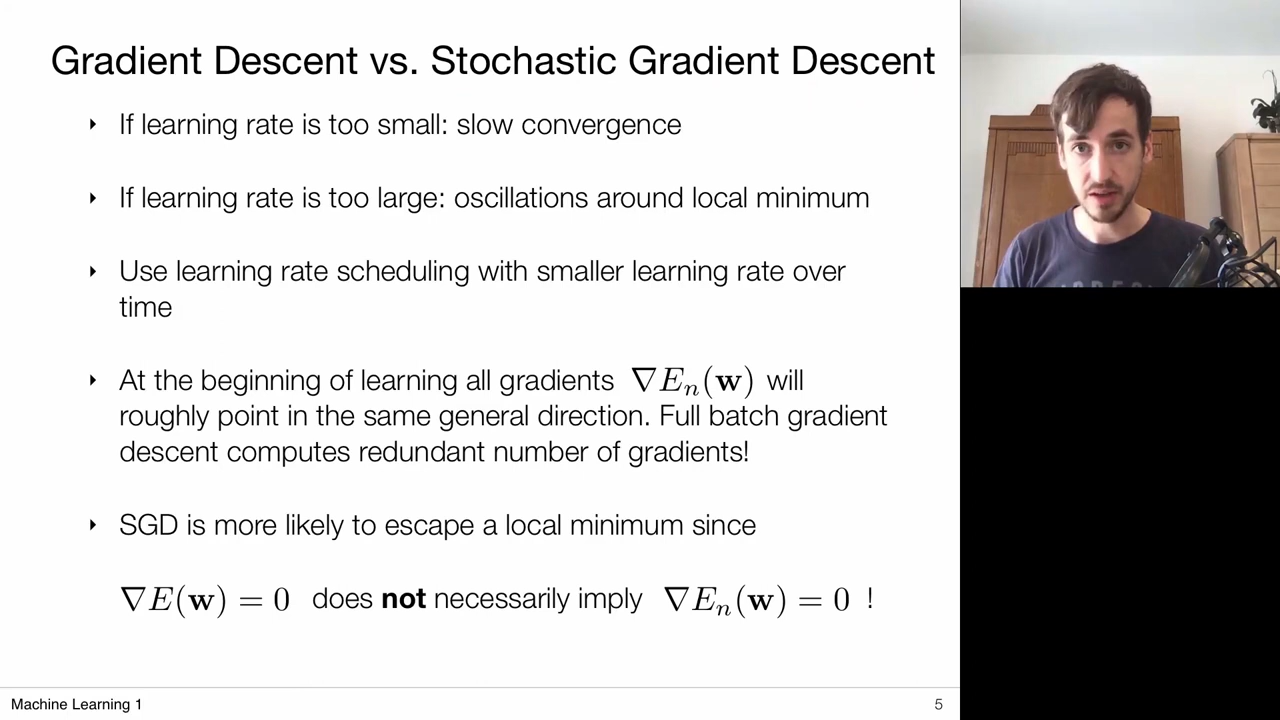 Gradient Descent vs. Stochastic Gradient Descent
‣ If learning rate is too small: slow convergence
‣ If learning rate is too large: oscillations around local minimum
‣ Use learning rate scheduling with smaller learning rate over
time
‣ At the beginning of learning all gradients ∇Eₙ(𝐰) will
roughly point in the same general direction. Full batch gradient
descent computes redundant number of gradients!
‣ SGD is more likely to escape a local minimum since
∇E(𝐰) = 0 does not necessarily imply ∇Eₙ(𝐰) = 0 !
Machine Learning 1
5